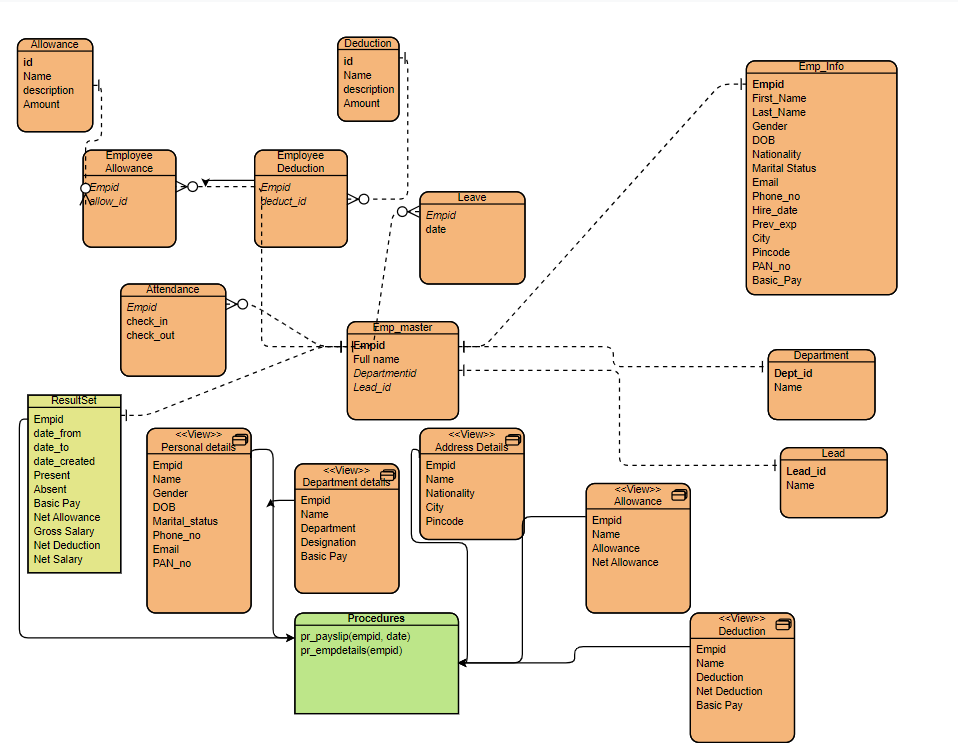 Allowance
id
Name
description
Amount
Deduction
id
Name
description
Amount
Emp_Info
Empid
First_Name
Last_Name
Gender
DOB
Nationality
Marital Status
Email
Phone_no
Hire_date
Prev_exp
City
Pincode
PAN_no
Basic_Pay
Employee
Allowance
Empid
allow_id
Employee
Deduction
Empid
deduct_id
Leave
Empid
date
Attendance
Empid
check_in
check_out
Emp_master
Empid
Full name
Departmentid
Lead_id
Department
Dept_id
Name
Lead
Lead_id
Name
ResultSet
Empid
date_from
date_to
date_created
Present
Absent
Basic Pay
Net Allowance
Gross Salary
Net Deduction
Net Salary
<<View>>
Personal details
Empid
Name
Gender
DOB
Marital_status
Phone_no
Email
PAN_no
<<View>>
Department details
Empid
Name
Department
Designation
Basic Pay
<<View>>
Address Details
Empid
Name
Nationality
City
Pincode
<<View>>
Allowance
Empid
Name
Allowance
Net Allowance
<<View>>
Deduction
Empid
Name
Deduction
Net Deduction
Basic Pay
Procedures
pr_payslip(empid, date)
pr_empdetails(empid)